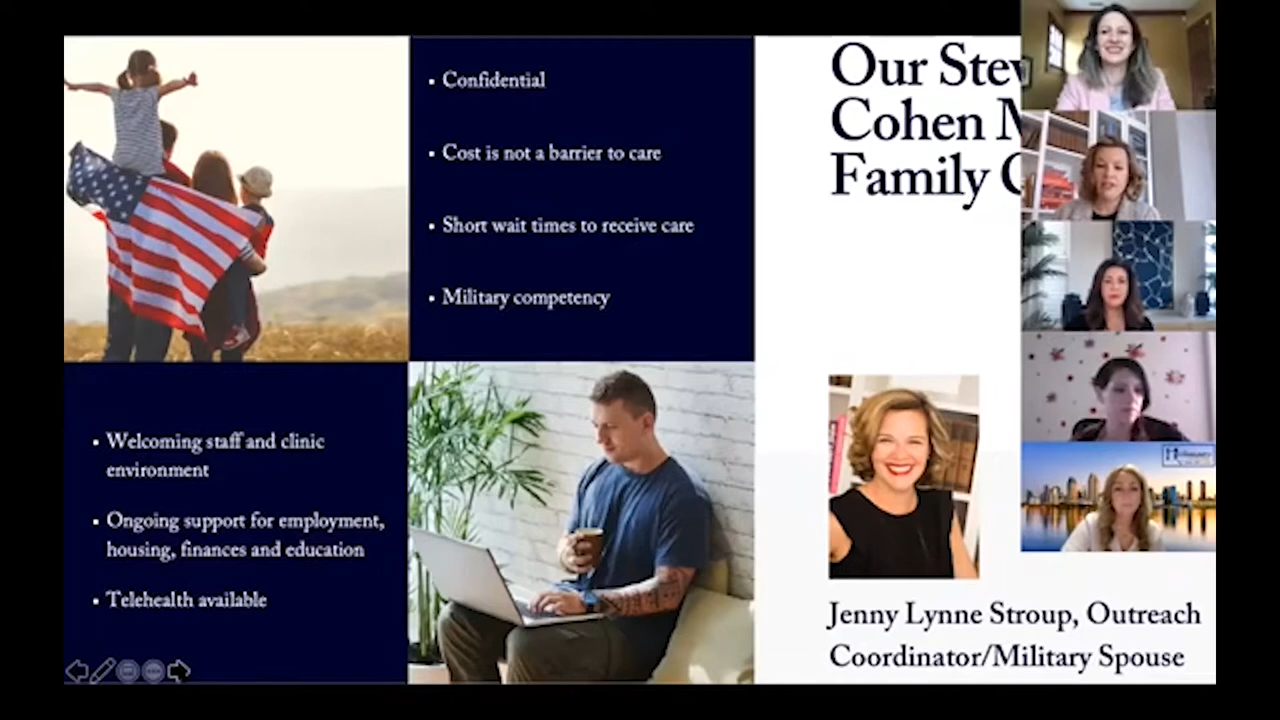 Confidential
Cost is not a barrier to care
Short wait times to receive care
Military competency
Welcoming staff and clinic
environment
Ongoing support for employment,
housing, finances and education
Telehealth available
Our
Cohen
Family
Jenny Lynne Stroup, Outreach
Coordinator/Military Spouse